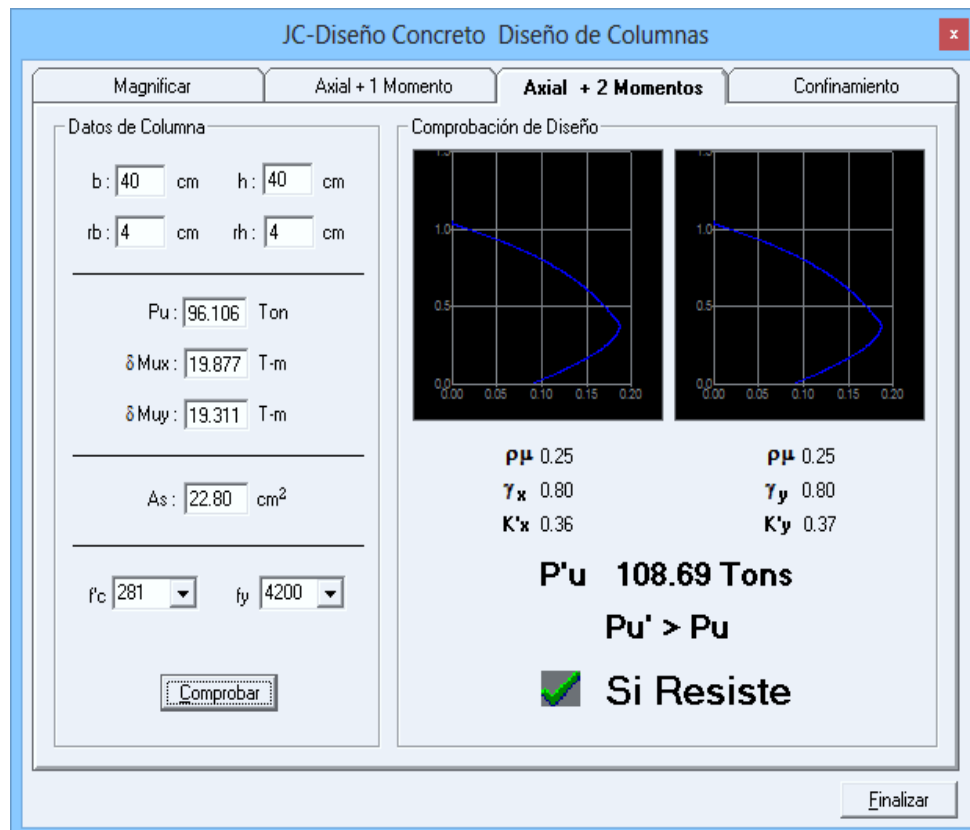 JC-Diseño Concreto Diseño de Columnas
x
Magnificar
Axial + 1 Momento
Axial + 2 Momentos
Confinamiento
Datos de Columna
b: 40 cm h: 40 cm
rb: 4 cm rh: 4 cm
Pu: 96.106 Ton
δMux: 19.877 T-m
δMuy: 19.311 T-m
As: 22.80 cm²
f'c 281 fy 4200
Comprobar
Comprobación de Diseño
1.5
1.0
0.5
0.0
0.00 0.05 0.10 0.15 0.20
1.5
1.0
0.5
0.0
0.00 0.05 0.10 0.15 0.20
ρμ 0.25
γx 0.80
K'x 0.36
ρμ 0.25
γy 0.80
K'y 0.37
P'u 108.69 Tons
Pu' > Pu
Si Resiste
Finalizar